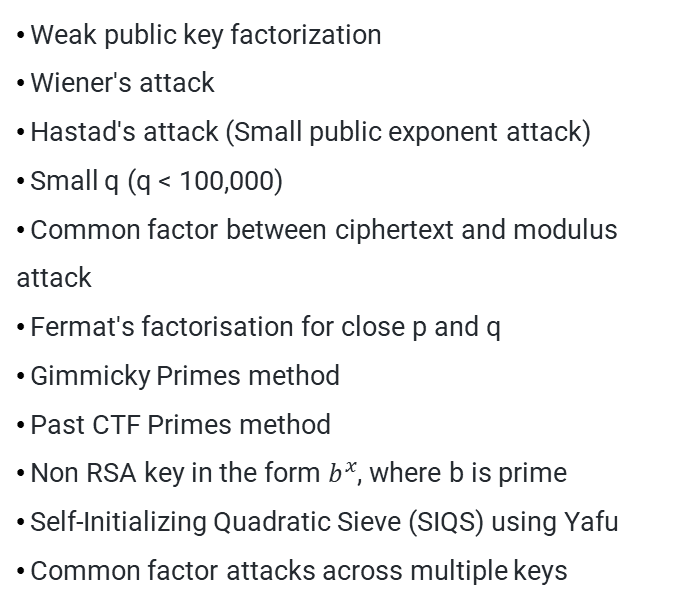 • Weak public key factorization
• Wiener's attack
• Hastad's attack (Small public exponent attack)
• Small q (q < 100,000)
• Common factor between ciphertext and modulus
attack
• Fermat's factorisation for close p and q
• Gimmicky Primes method
• Past CTF Primes method
• Non RSA key in the form bˣ, where b is prime
• Self-Initializing Quadratic Sieve (SIQS) using Yafu
• Common factor attacks across multiple keys